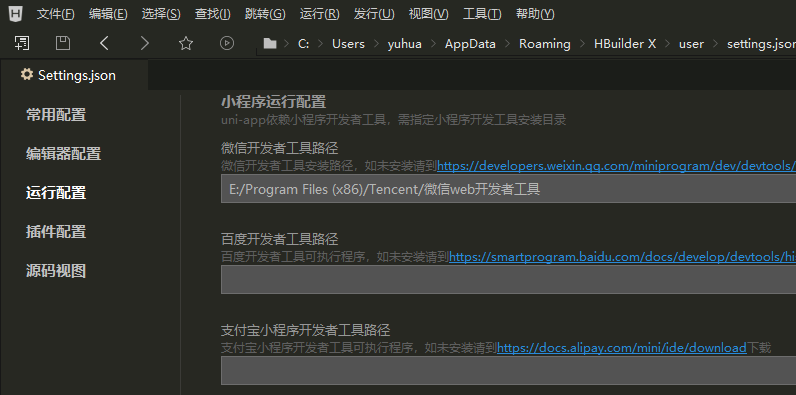 文件(F) 编辑(E) 选择(S) 查找(I) 跳转(G) 运行(R) 发行(U) 视图(V) 工具(T) 帮助(Y)
C: Users yuhua AppData Roaming HBuilder X user settings.json
Settings.json
常用配置
编辑器配置
运行配置
插件配置
源码视图
小程序运行配置
uni-app依赖小程序开发者工具，需指定小程序开发工具安装目录
微信开发者工具路径
微信开发者工具安装路径，如未安装请到https://developers.weixin.qq.com/miniprogram/dev/devtools/
E:/Program Files (x86)/Tencent/微信web开发者工具
百度开发者工具路径
百度开发者工具可执行程序，如未安装请到https://smartprogram.baidu.com/docs/develop/devtools/his
支付宝小程序开发者工具路径
支付宝小程序开发者工具可执行程序，如未安装请到https://docs.alipay.com/mini/ide/download下载